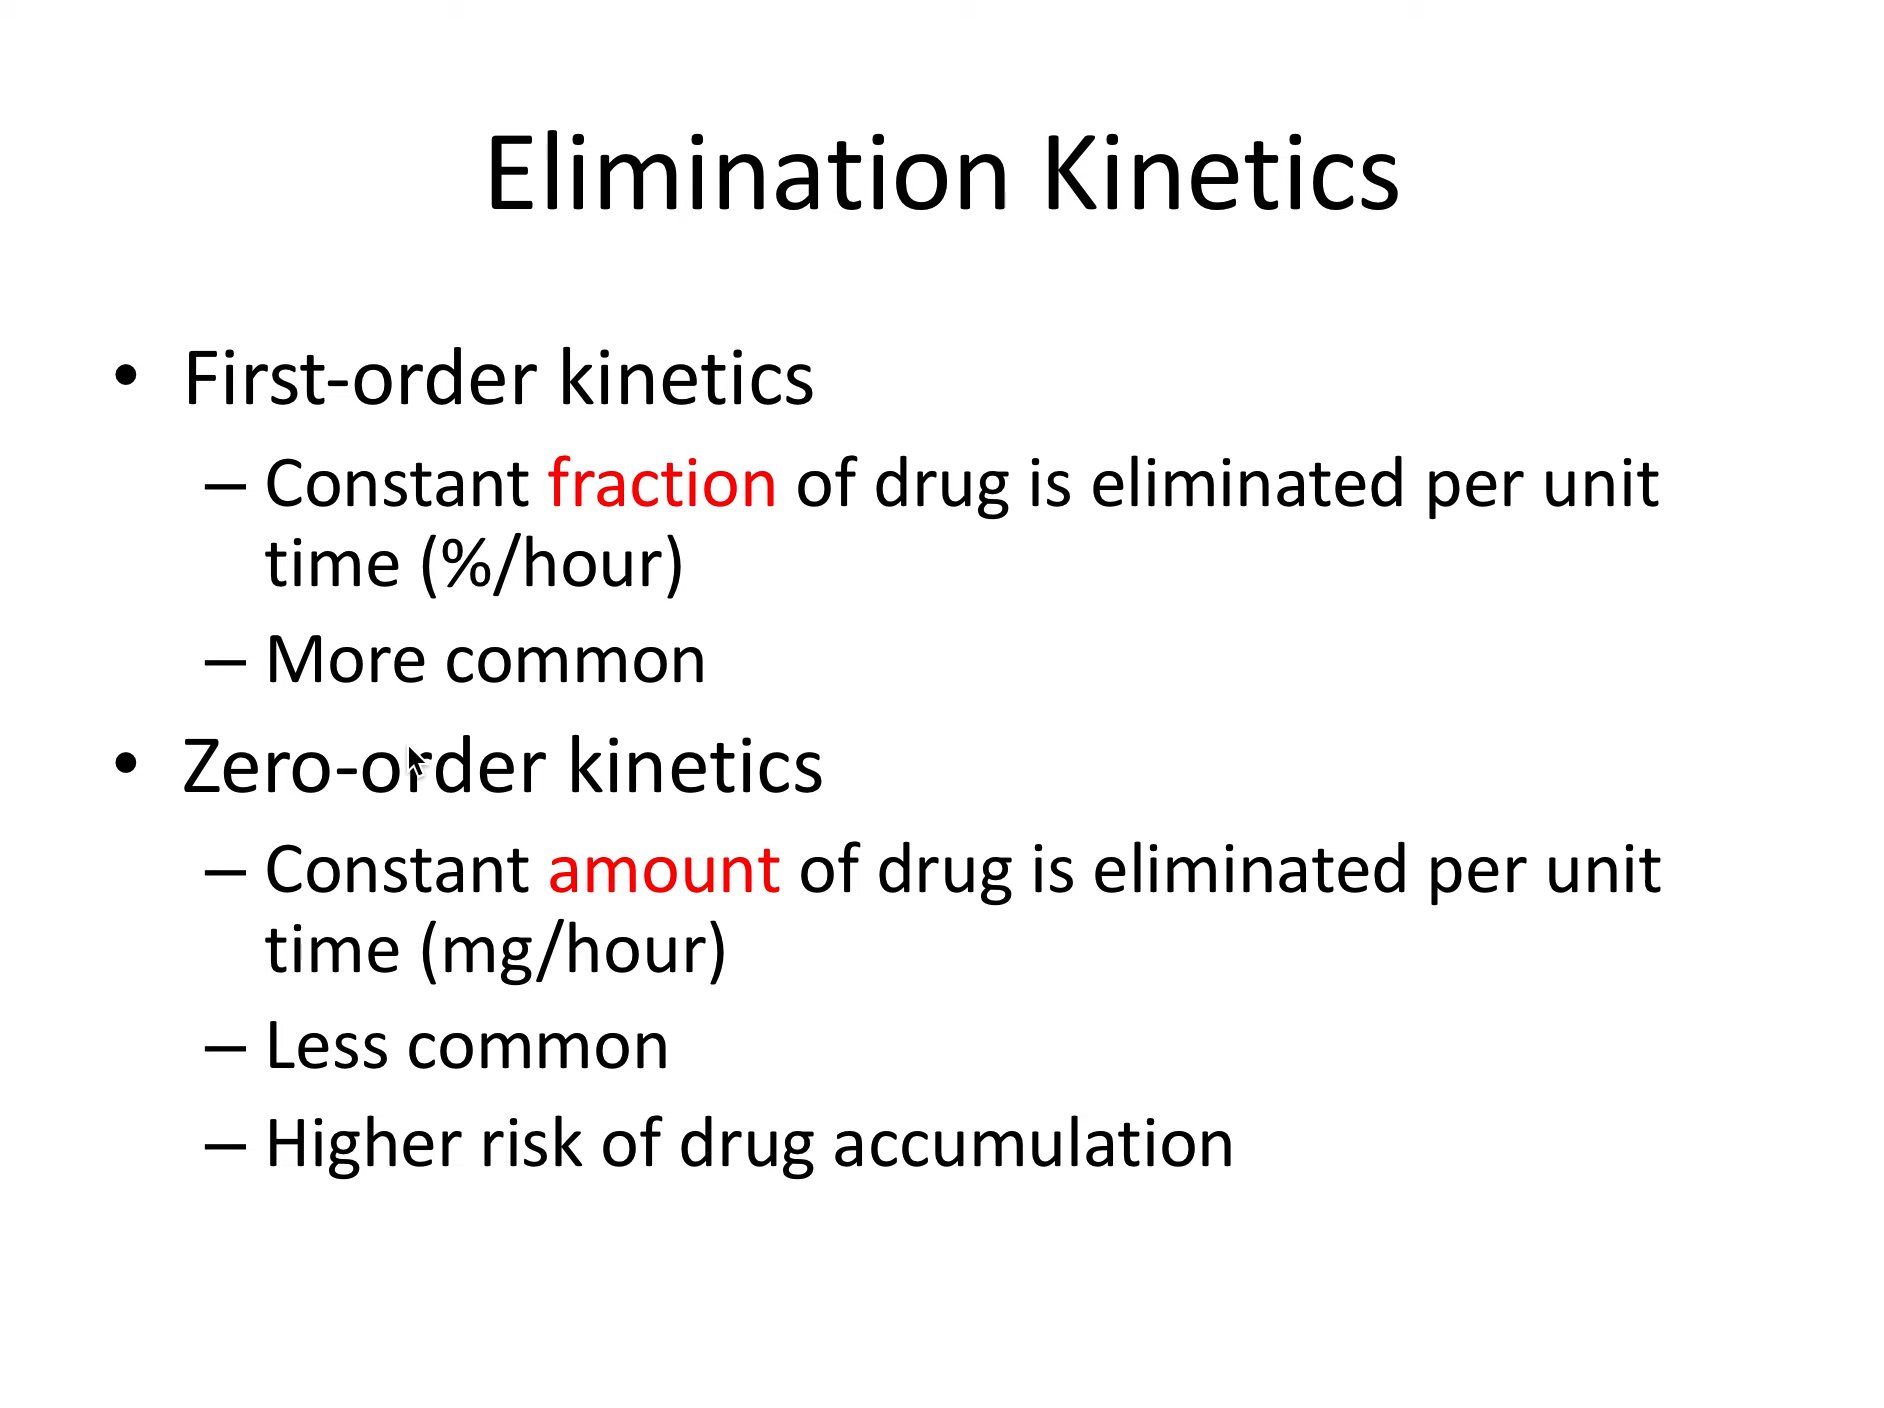 Elimination Kinetics
• First-order kinetics
– Constant fraction of drug is eliminated per unit
time (%/hour)
– More common
• Zero-order kinetics
– Constant amount of drug is eliminated per unit
time (mg/hour)
– Less common
– Higher risk of drug accumulation